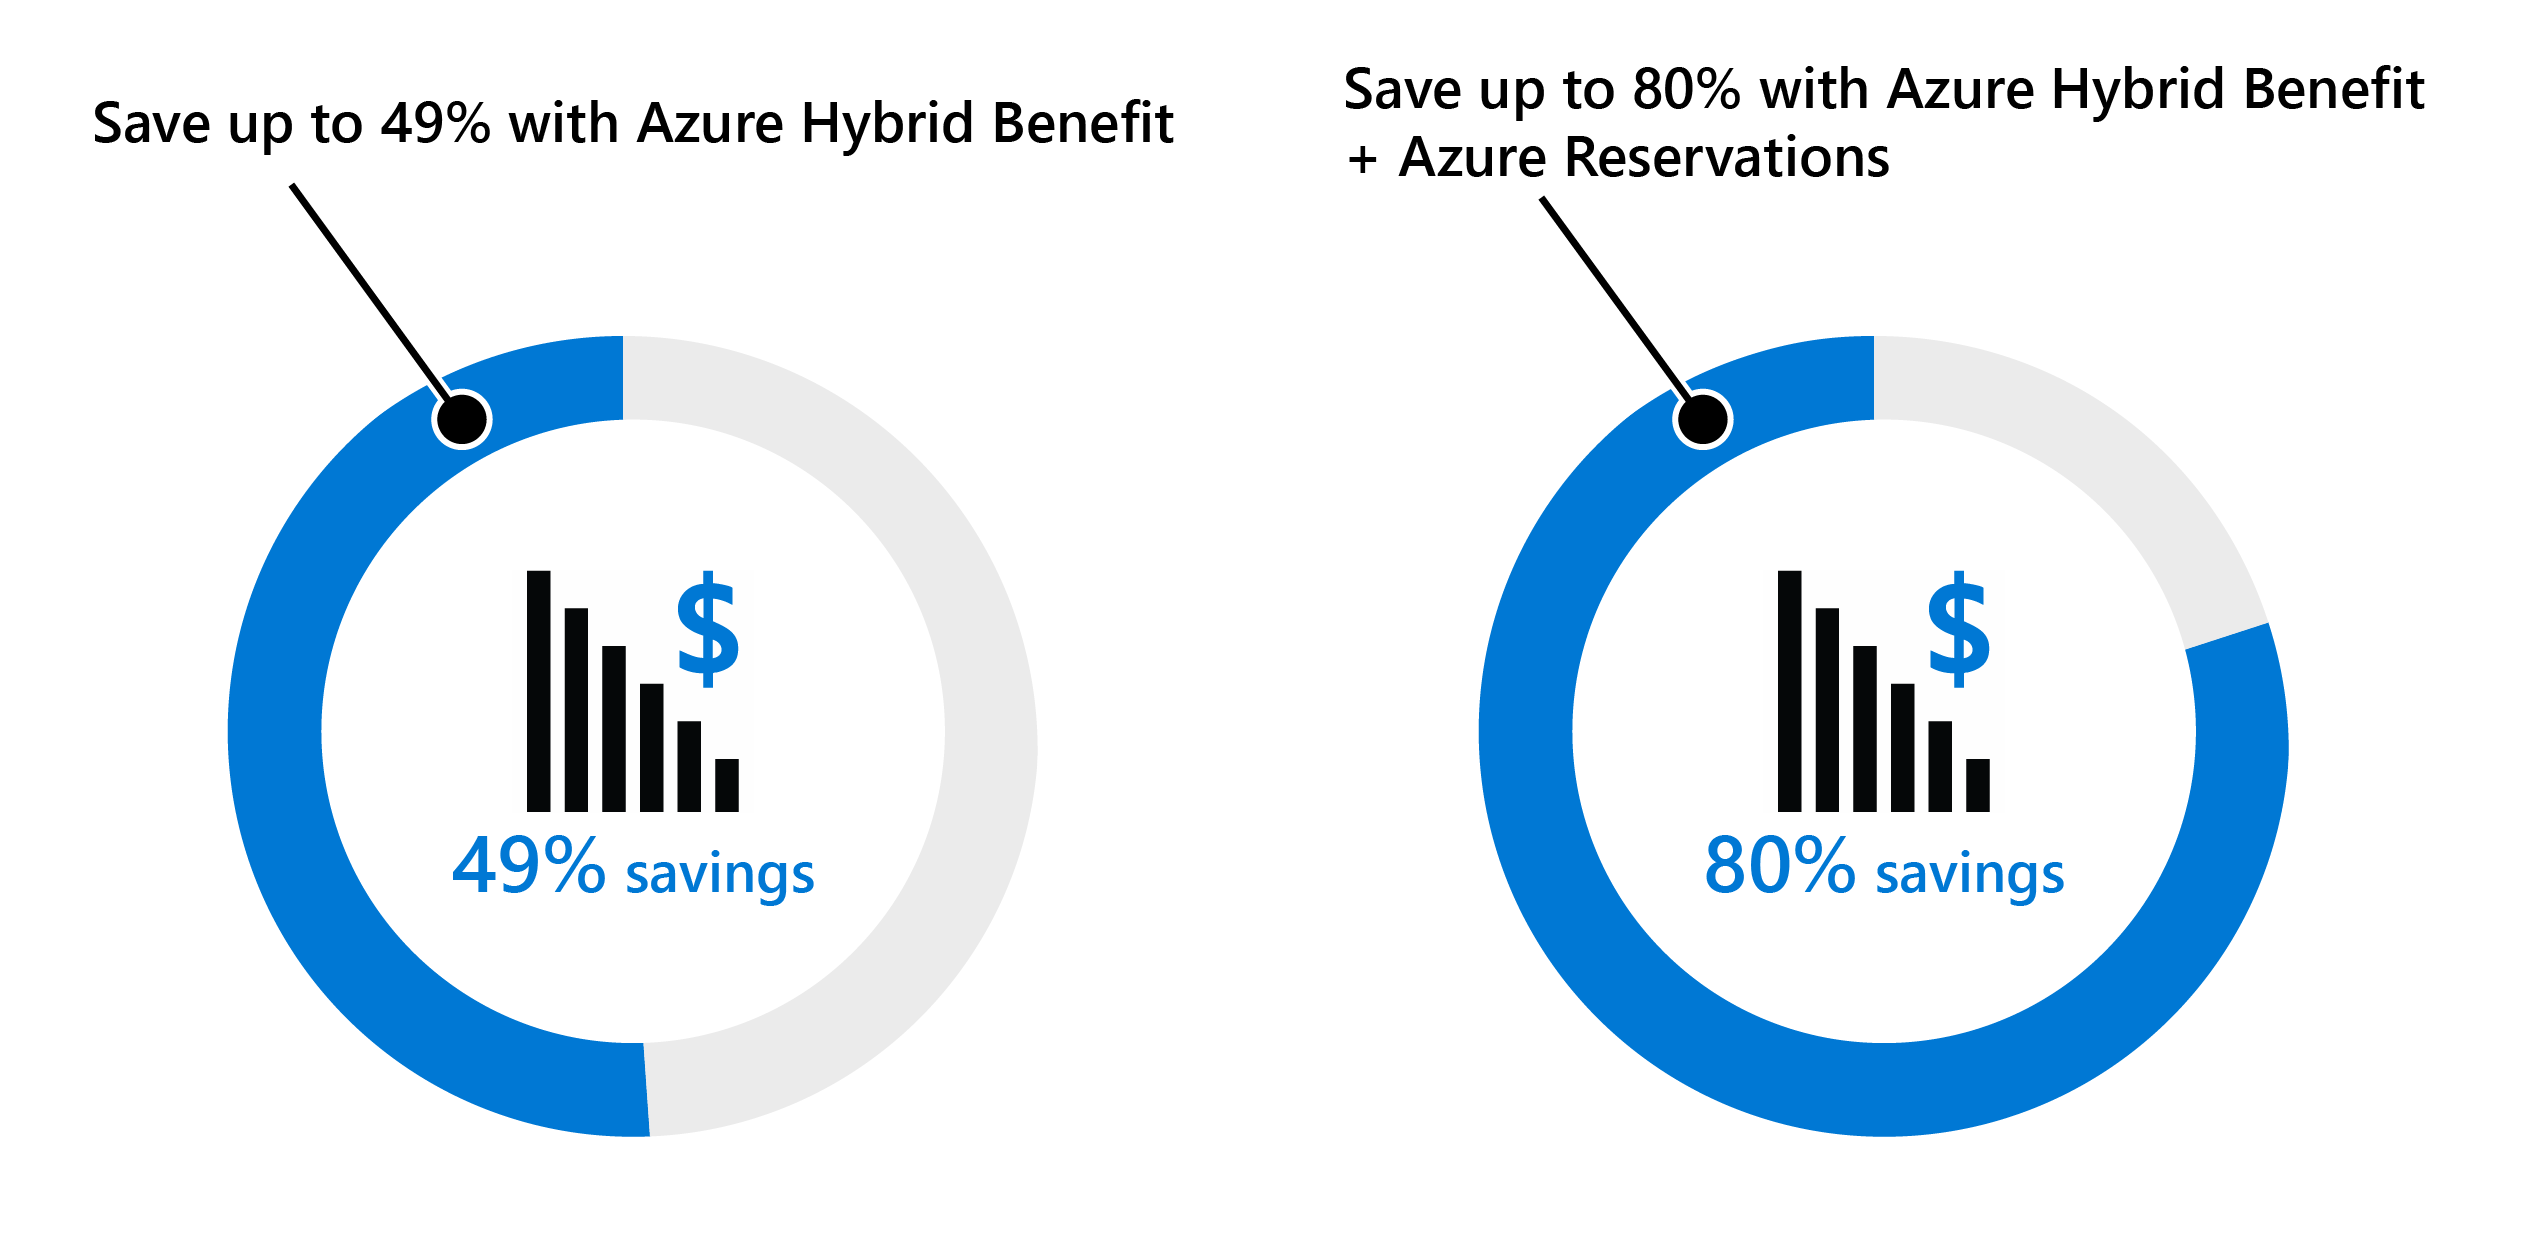 Save up to 49% with Azure Hybrid Benefit
$
49% savings
Save up to 80% with Azure Hybrid Benefit
+ Azure Reservations
$
80% savings